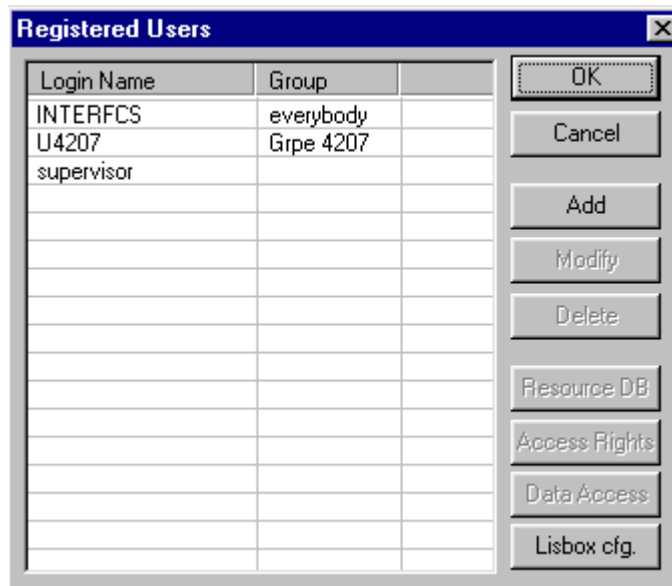 Registered Users
Login Name Group
INTERFCS everybody
U4207 Grpe 4207
supervisor
OK
Cancel
Add
Modify
Delete
Resource DB
Access Rights
Data Access
Lisbox cfg.